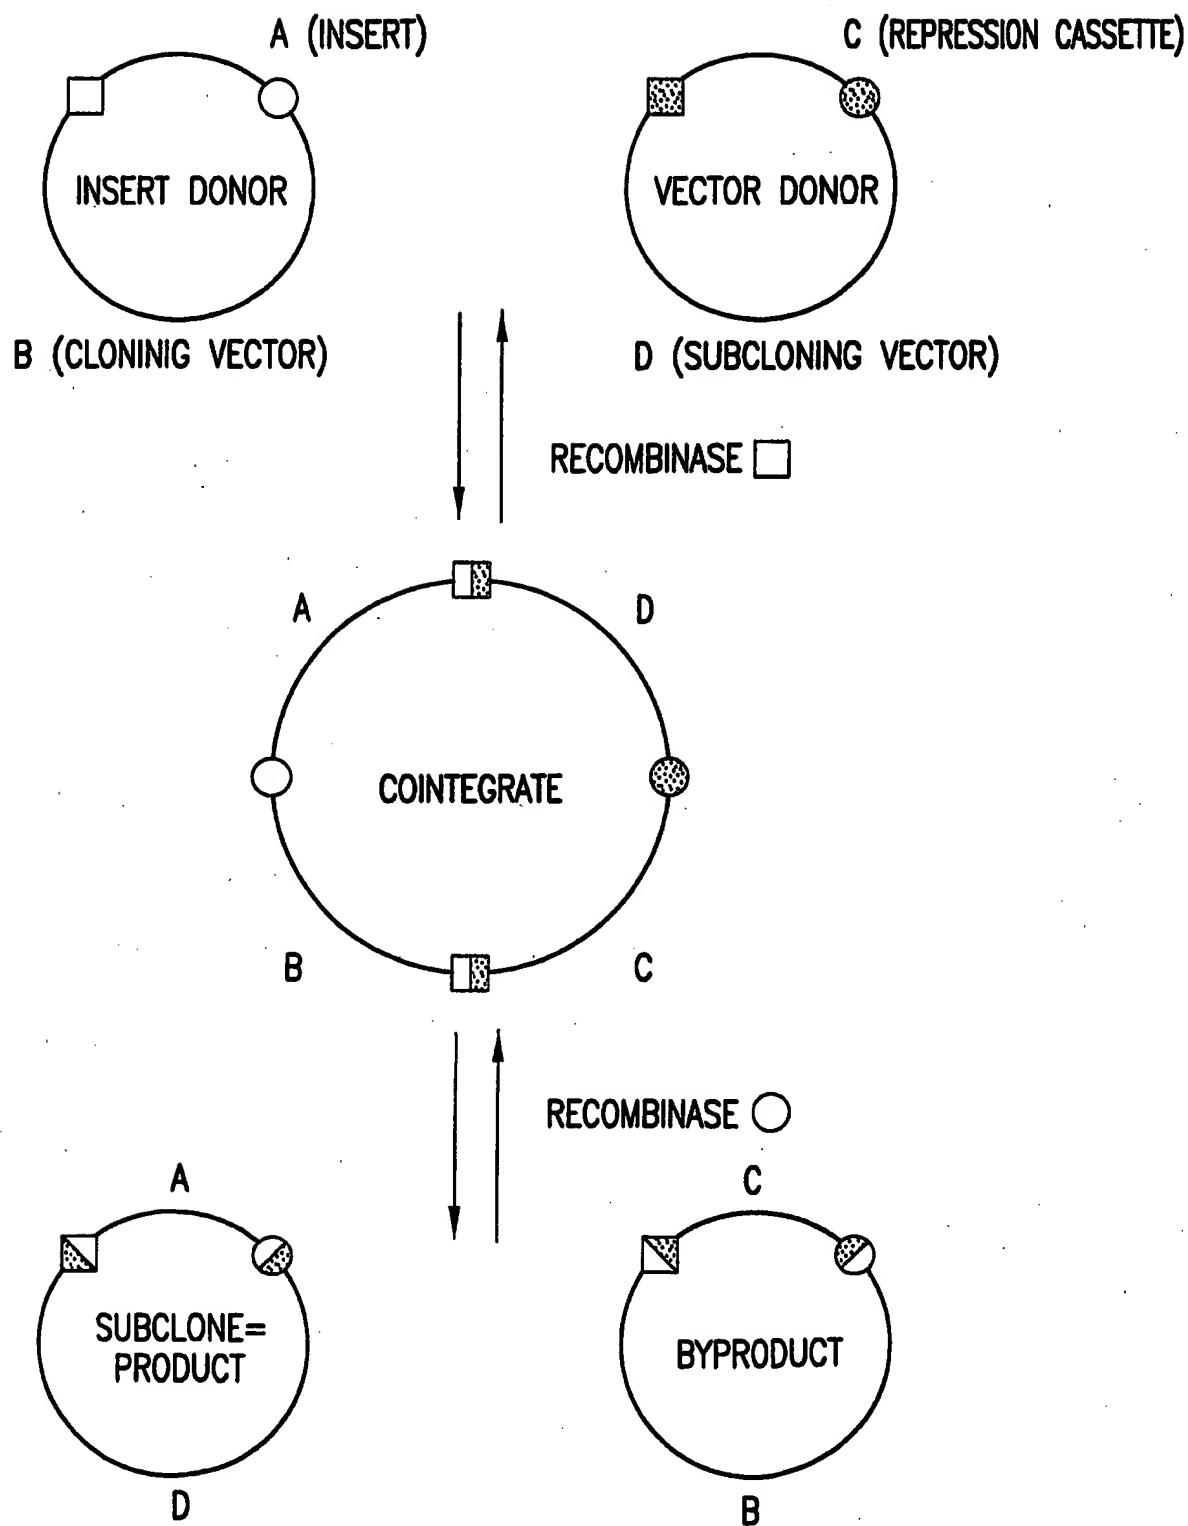 A (INSERT)
C (REPRESSION CASSETTE)
INSERT DONOR
VECTOR DONOR
B (CLONINIG VECTOR)
D (SUBCLONING VECTOR)
RECOMBINASE
A
D
COINTEGRATE
B
C
RECOMBINASE
A
C
SUBCLONE=
PRODUCT
BYPRODUCT
D
B